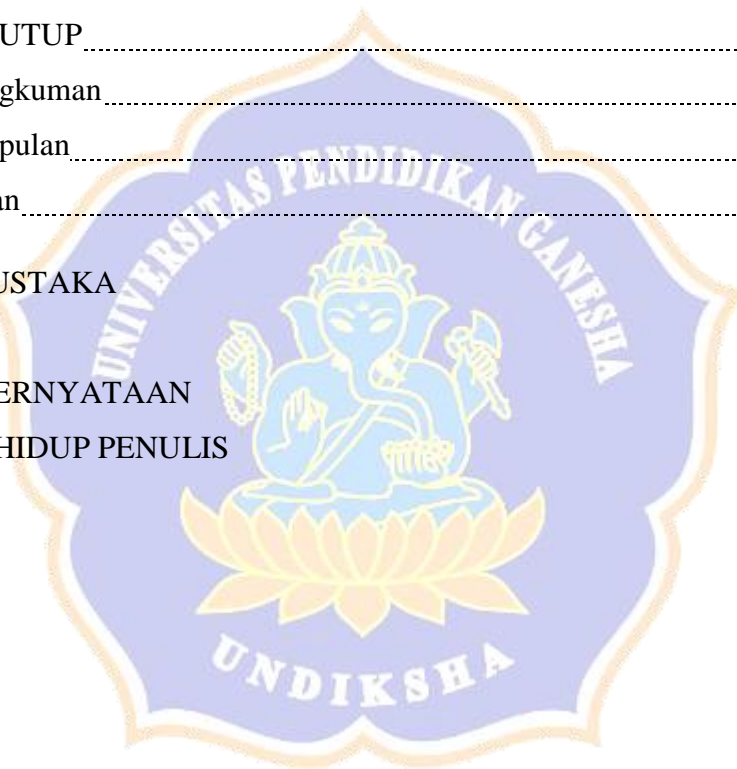 UTUP
gkuman
pulan
an
UNIVERSITAS PENDIDIKAN GANESHA
USTAKA
ERNYATAAN
HIDUP PENULIS
UNDIKSHA